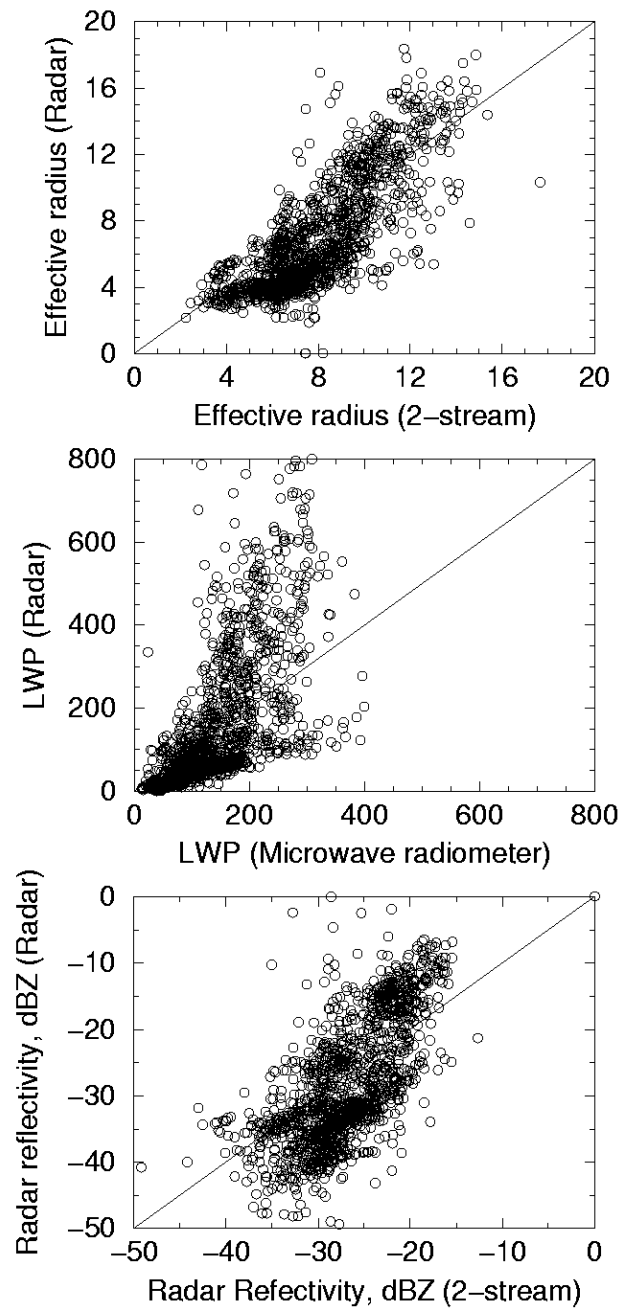 20
16
12
8
4
0
Effective radius (Radar)
0 4 8 12 16 20
Effective radius (2−stream)
800
600
400
200
0
LWP (Radar)
0 200 400 600 800
LWP (Microwave radiometer)
0
−10
−20
−30
−40
−50
Radar reflectivity, dBZ (Radar)
−50 −40 −30 −20 −10 0
Radar Refectivity, dBZ (2−stream)